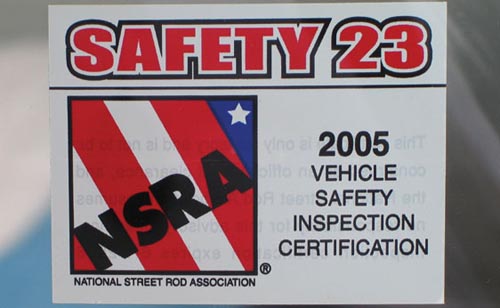 SAFETY 23
NSRA
®
NATIONAL STREET ROD ASSOCIATION
2005
VEHICLE
SAFETY
INSPECTION
CERTIFICATION